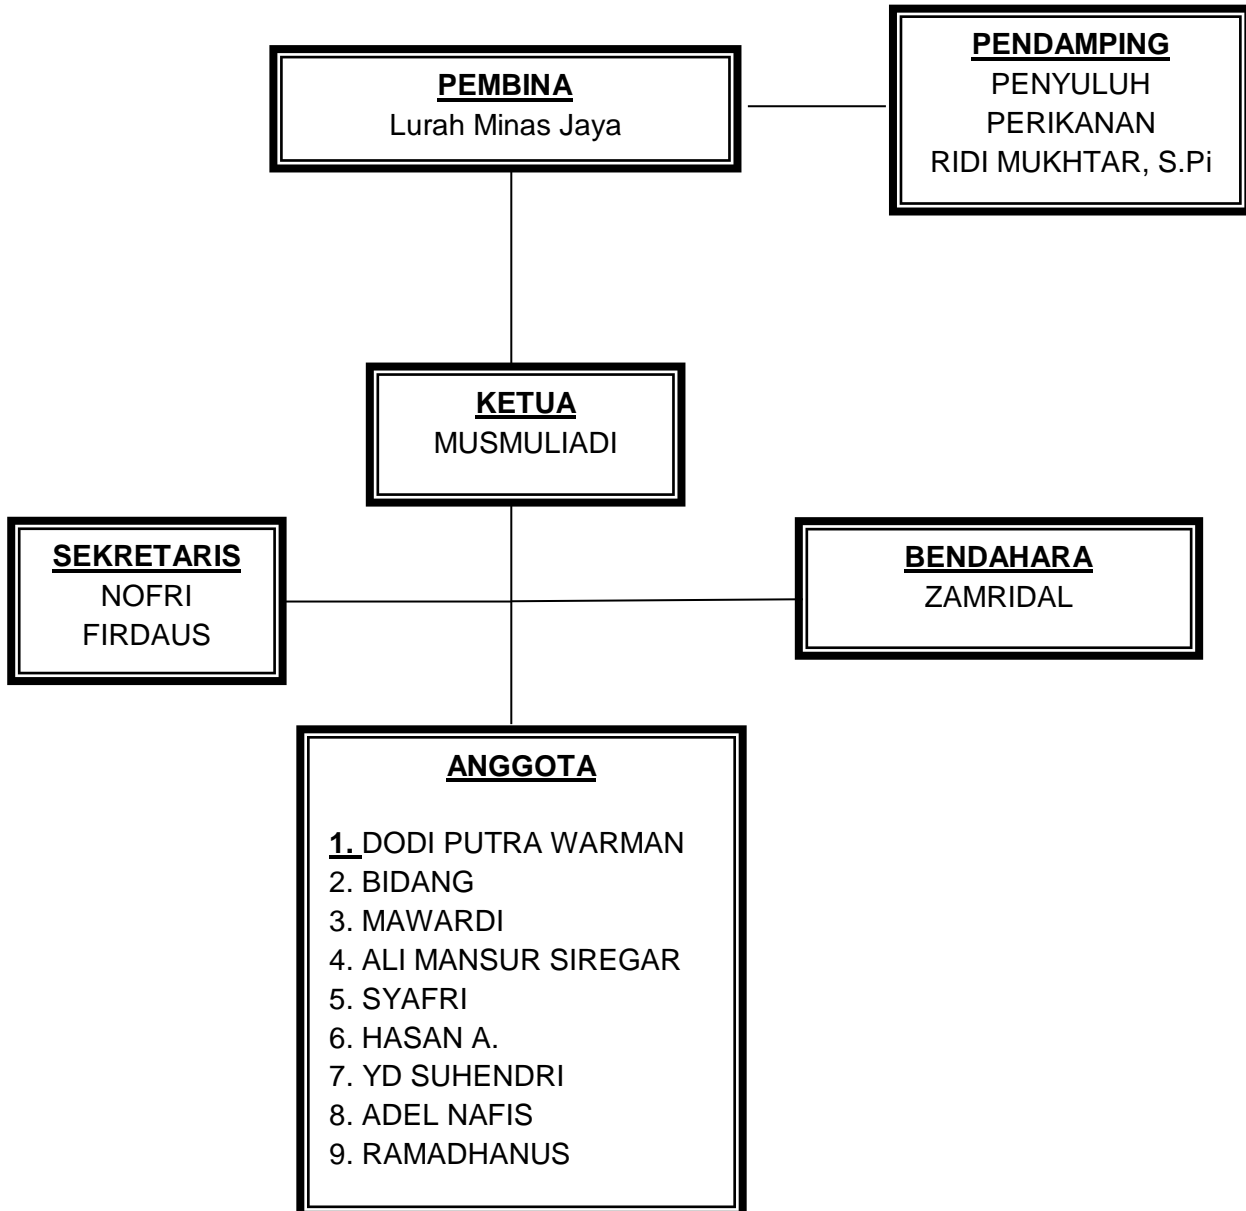 PEMBINA
Lurah Minas Jaya
PENDAMPING
PENYULUH
PERIKANAN
RIDI MUKHTAR, S.Pi
KETUA
MUSMULIADI
SEKRETARIS
NOFRI
FIRDAUS
BENDAHARA
ZAMRIDAL
ANGGOTA
1. DODI PUTRA WARMAN
2. BIDANG
3. MAWARDI
4. ALI MANSUR SIREGAR
5. SYAFRI
6. HASAN A.
7. YD SUHENDRI
8. ADEL NAFIS
9. RAMADHANUS